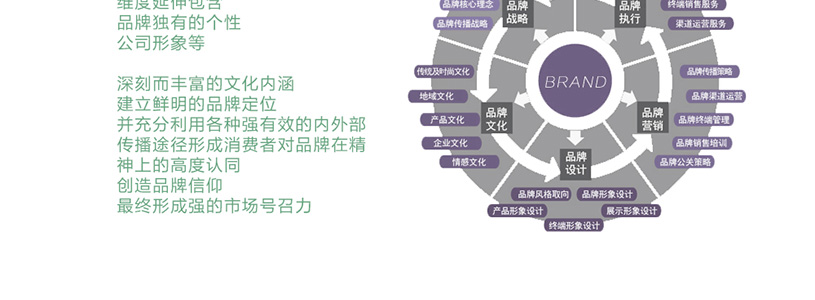 维度延伸包含
品牌独有的个性
公司形象等
深刻而丰富的文化内涵
建立鲜明的品牌定位
并充分利用各种强有效的内外部
传播途径形成消费者对品牌在精
神上的高度认同
创造品牌信仰
最终形成强的市场号召力
品牌核心理念
品牌传播战略
品牌
战略
品牌
执行
终端销售服务
渠道运营服务
BRAND
传统及时尚文化
地域文化
产品文化
企业文化
情感文化
品牌
文化
品牌
营销
品牌传播策略
品牌渠道运营
品牌终端管理
品牌销售培训
品牌公关策略
品牌
设计
品牌风格取向
品牌形象设计
产品形象设计
展示形象设计
终端形象设计